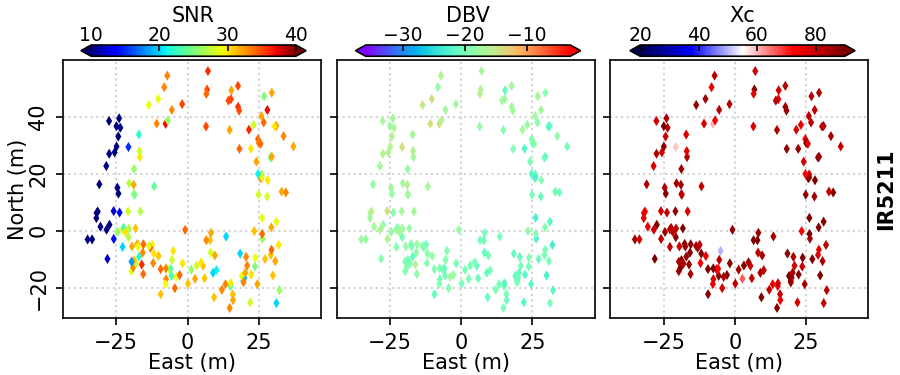 SNR DBV Xc
10 20 30 40 −30 −20 −10 20 40 60 80
North (m)
40
20
0
−20
IR5211
−25 0 25 −25 0 25 −25 0 25
East (m) East (m) East (m)